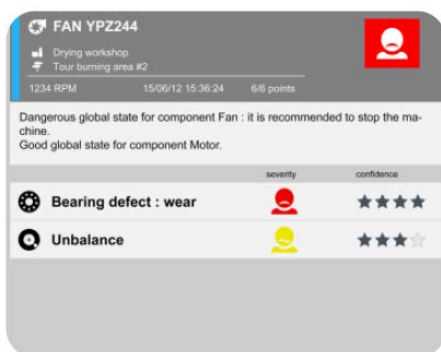 FAN YPZ244
Drying workshop
Tour burning area #2
1234 RPM 15/06/12 15:36:24 6/6 points
Dangerous global state for component Fan : it is recommended to stop the ma-
chine.
Good global state for component Motor.
severity confidence
Bearing defect : wear
Unbalance